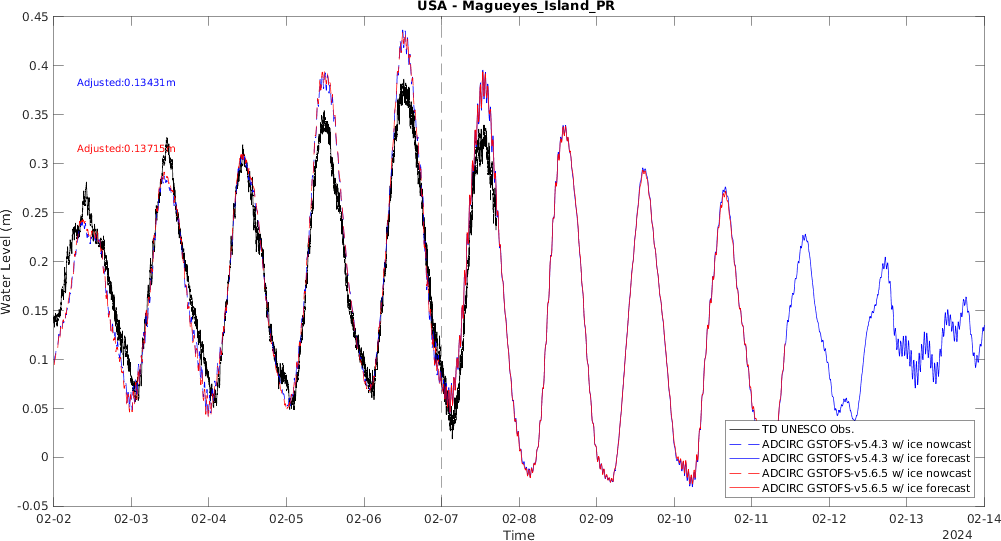 USA - Magueyes_Island_PR
0.45
0.4
0.35
0.3
0.25
0.2
0.15
0.1
0.05
0
-0.05
Water Level (m)
Adjusted:0.13431m
Adjusted:0.13715m
TD UNESCO Obs.
ADCIRC GSTOFS-v5.4.3 w/ ice nowcast
ADCIRC GSTOFS-v5.4.3 w/ ice forecast
ADCIRC GSTOFS-v5.6.5 w/ ice nowcast
ADCIRC GSTOFS-v5.6.5 w/ ice forecast
02-02 02-03 02-04 02-05 02-06 02-07 02-08 02-09 02-10 02-11 02-12 02-13 02-14
Time
2024